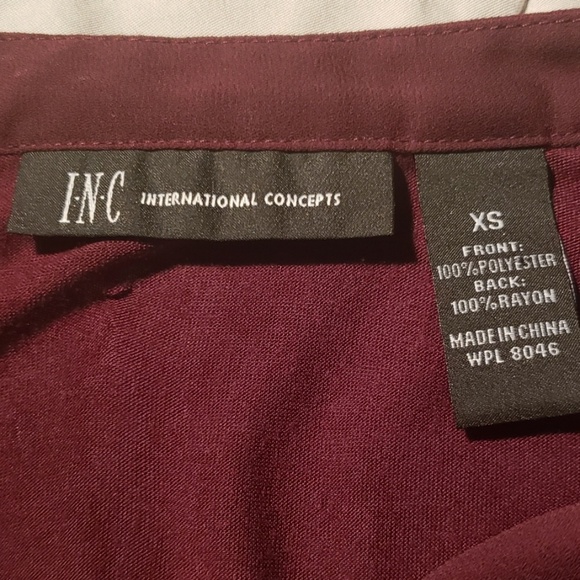 I·N·C INTERNATIONAL CONCEPTS
XS
FRONT:
100%POLYESTER
BACK:
100%RAYON
MADE IN CHINA
WPL 8046